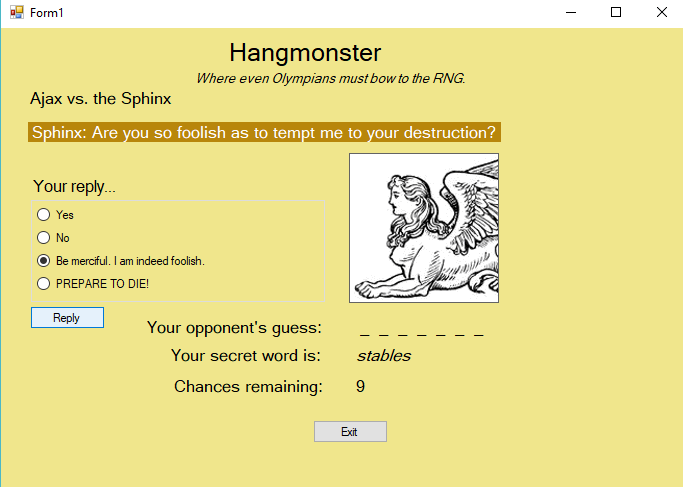 Form1
Hangmonster
Where even Olympians must bow to the RNG.
Ajax vs. the Sphinx
Sphinx: Are you so foolish as to tempt me to your destruction?
Your reply...
Yes
No
Be merciful. I am indeed foolish.
PREPARE TO DIE!
Reply
Your opponent's guess: _ _ _ _ _ _ _
Your secret word is: stables
Chances remaining: 9
Exit